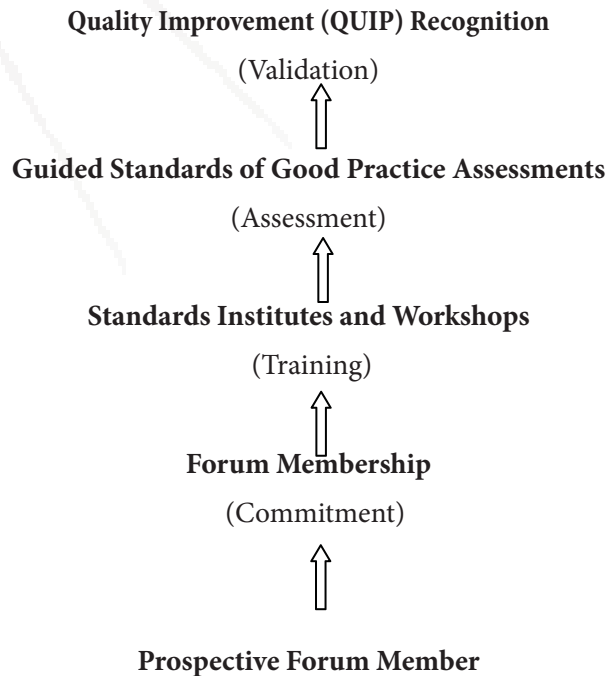 Quality Improvement (QUIP) Recognition
(Validation)
Guided Standards of Good Practice Assessments
(Assessment)
Standards Institutes and Workshops
(Training)
Forum Membership
(Commitment)
Prospective Forum Member